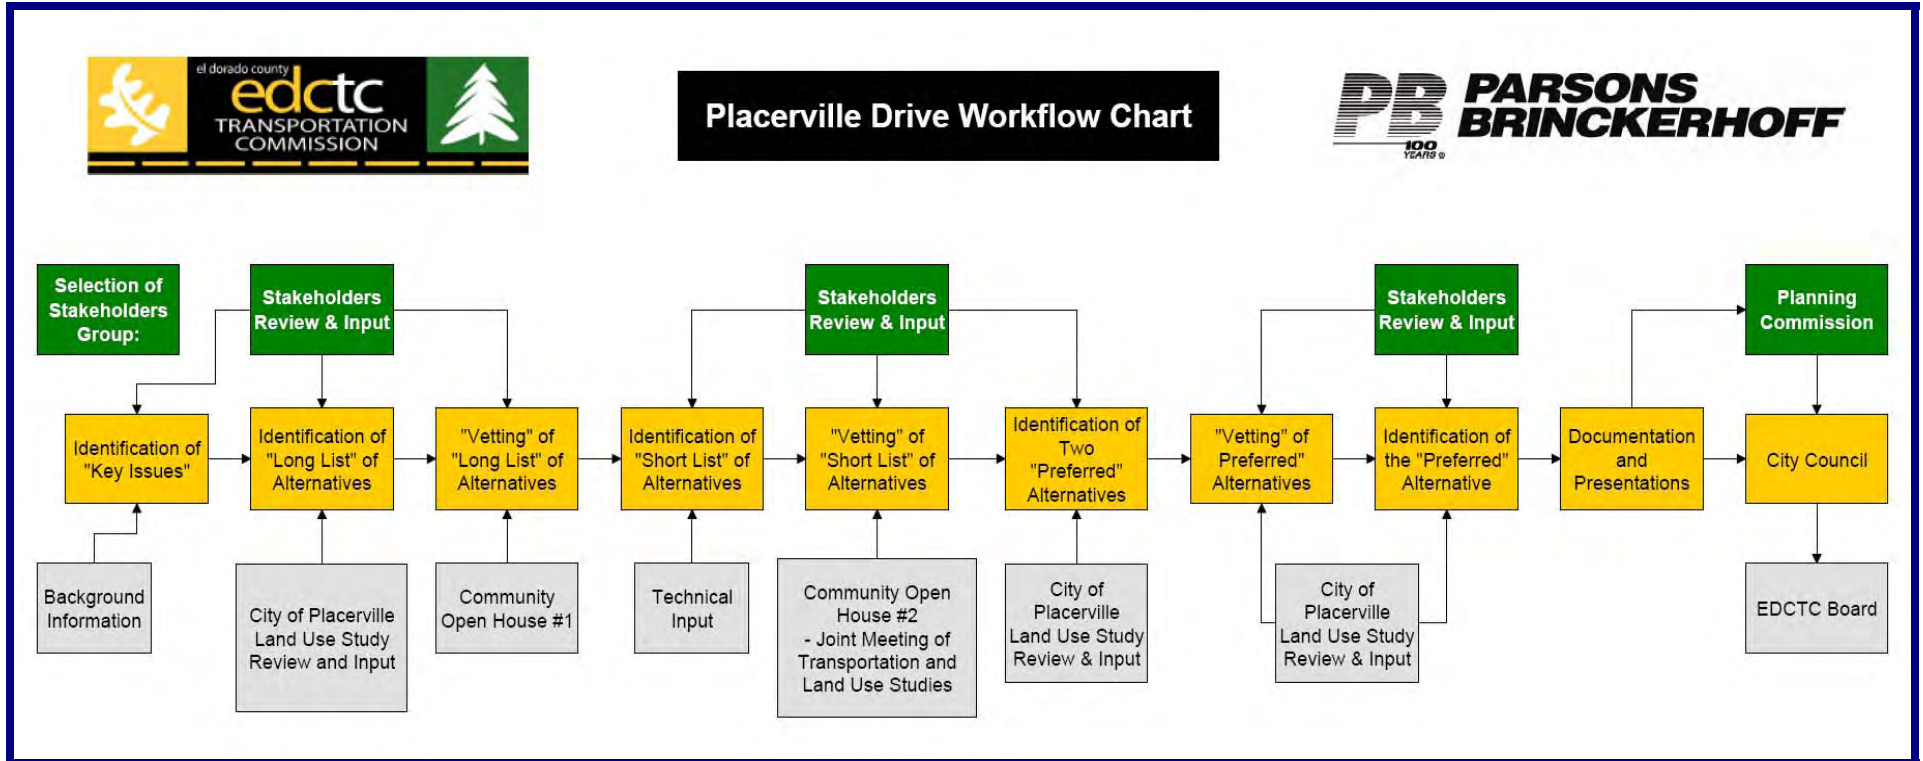 el dorado county
edctc
TRANSPORTATION
COMMISSION
Placerville Drive Workflow Chart
PB
100
YEARS ®
PARSONS
BRINCKERHOFF
Selection of
Stakeholders
Group:
Stakeholders
Review & Input
Stakeholders
Review & Input
Stakeholders
Review & Input
Planning
Commission
Identification of
"Key Issues"
Identification of
"Long List" of
Alternatives
"Vetting" of
"Long List" of
Alternatives
Identification of
"Short List" of
Alternatives
"Vetting" of
"Short List" of
Alternatives
Identification of
Two
"Preferred"
Alternatives
"Vetting" of
Preferred"
Alternatives
Identification of
the "Preferred"
Alternative
Documentation
and
Presentations
City Council
Background
Information
City of Placerville
Land Use Study
Review and Input
Community
Open House #1
Technical
Input
Community Open
House #2
- Joint Meeting of
Transportation and
Land Use Studies
City of
Placerville
Land Use Study
Review & Input
City of
Placerville
Land Use Study
Review & Input
EDCTC Board